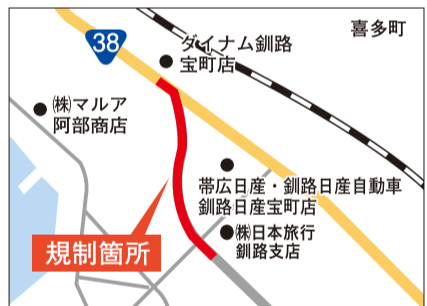 喜多町
38
ダイナム釧路
宝町店
㈱マルア
阿部商店
帯広日産・釧路日産自動車
釧路日産宝町店
㈱日本旅行
釧路支店
規制箇所